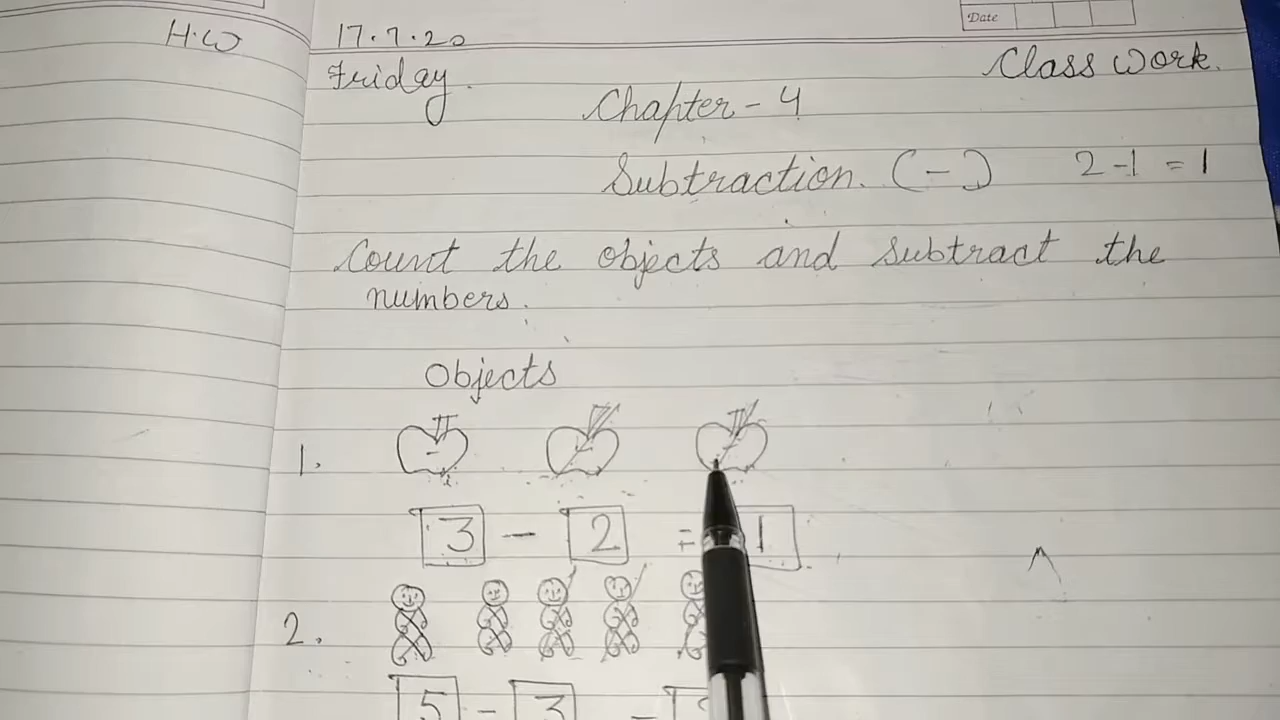 Date
H.W
17.7.20
Friday.
Class Work.
Chapter - 4
Subtraction. (-) 2-1 = 1
Count the objects and subtract the
numbers.
Objects
1.
3 - 2 = 1
2.
5 - 3 =